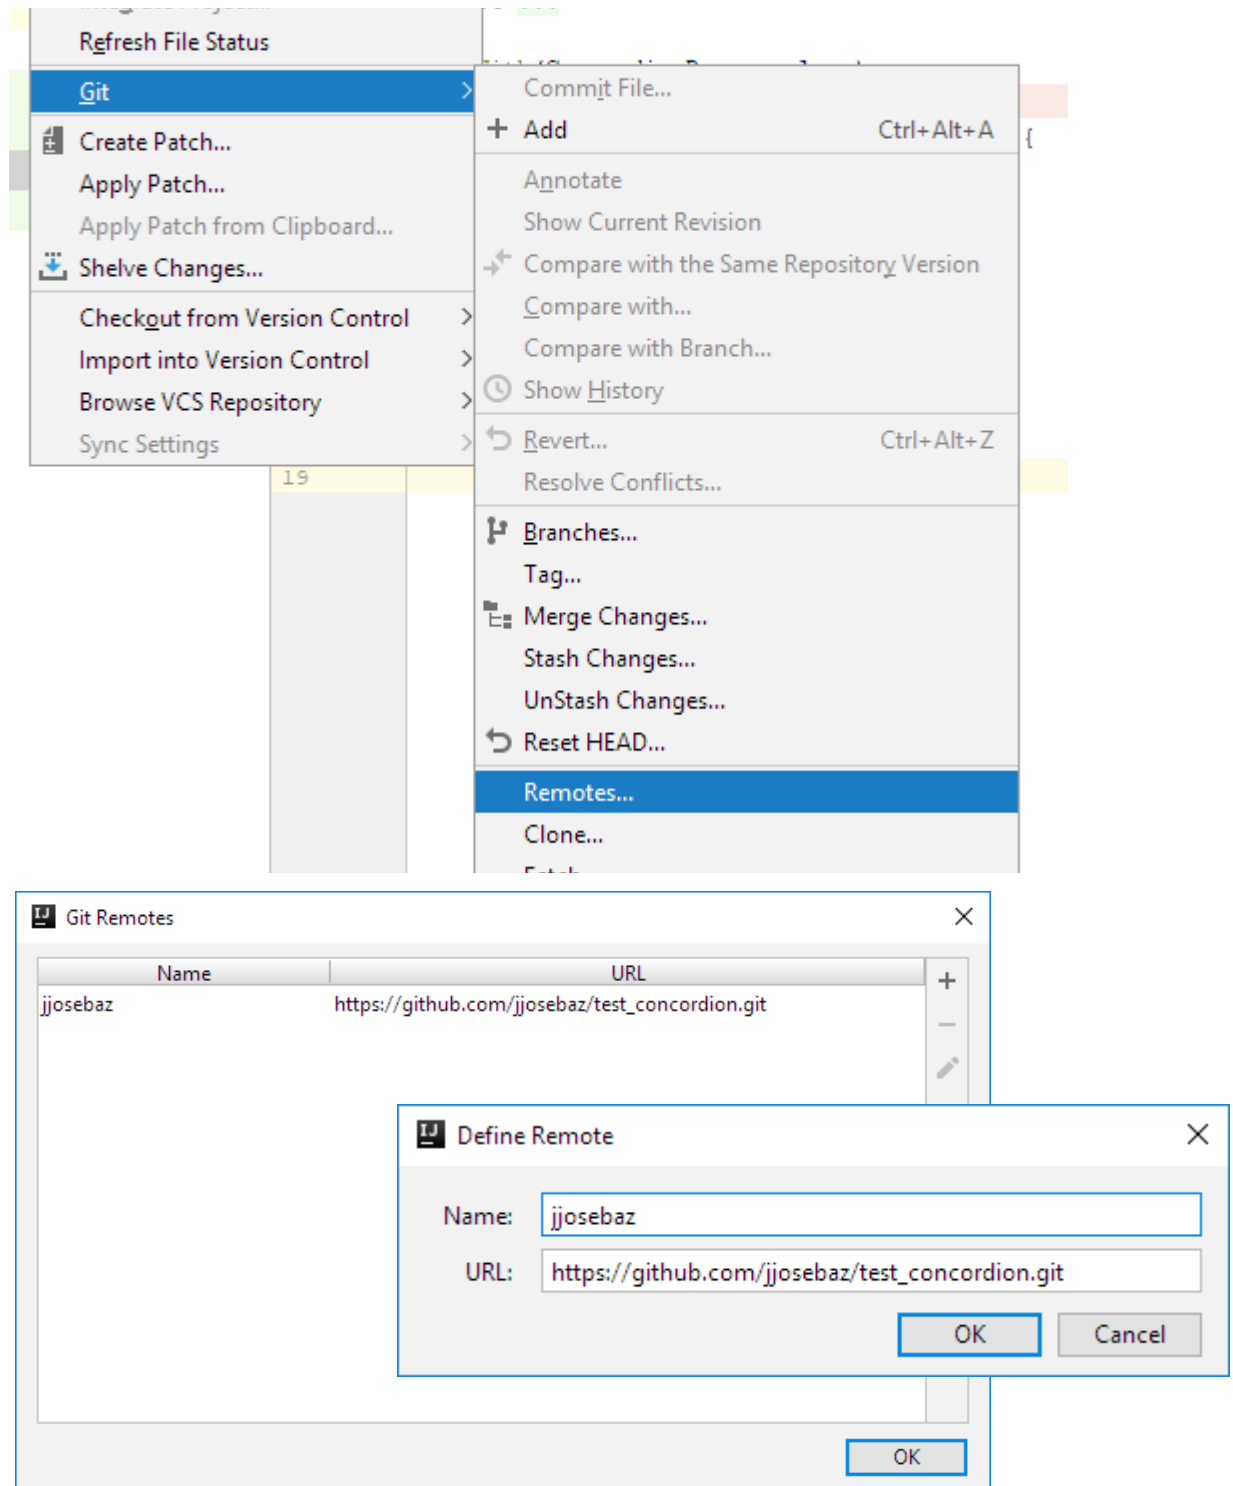 Refresh File Status
Git
Create Patch...
Apply Patch...
Apply Patch from Clipboard...
Shelve Changes...
Checkout from Version Control
Import into Version Control
Browse VCS Repository
Sync Settings
Commit File...
Add Ctrl+Alt+A
{
Annotate
Show Current Revision
Compare with the Same Repository Version
Compare with...
Compare with Branch...
Show History
Revert... Ctrl+Alt+Z
Resolve Conflicts...
19
Branches...
Tag...
Merge Changes...
Stash Changes...
UnStash Changes...
Reset HEAD...
Remotes...
Clone...
IJ Git Remotes
Name URL
jjosebaz https://github.com/jjosebaz/test_concordion.git
IJ Define Remote
Name: jjosebaz
URL: https://github.com/jjosebaz/test_concordion.git
OK Cancel
OK